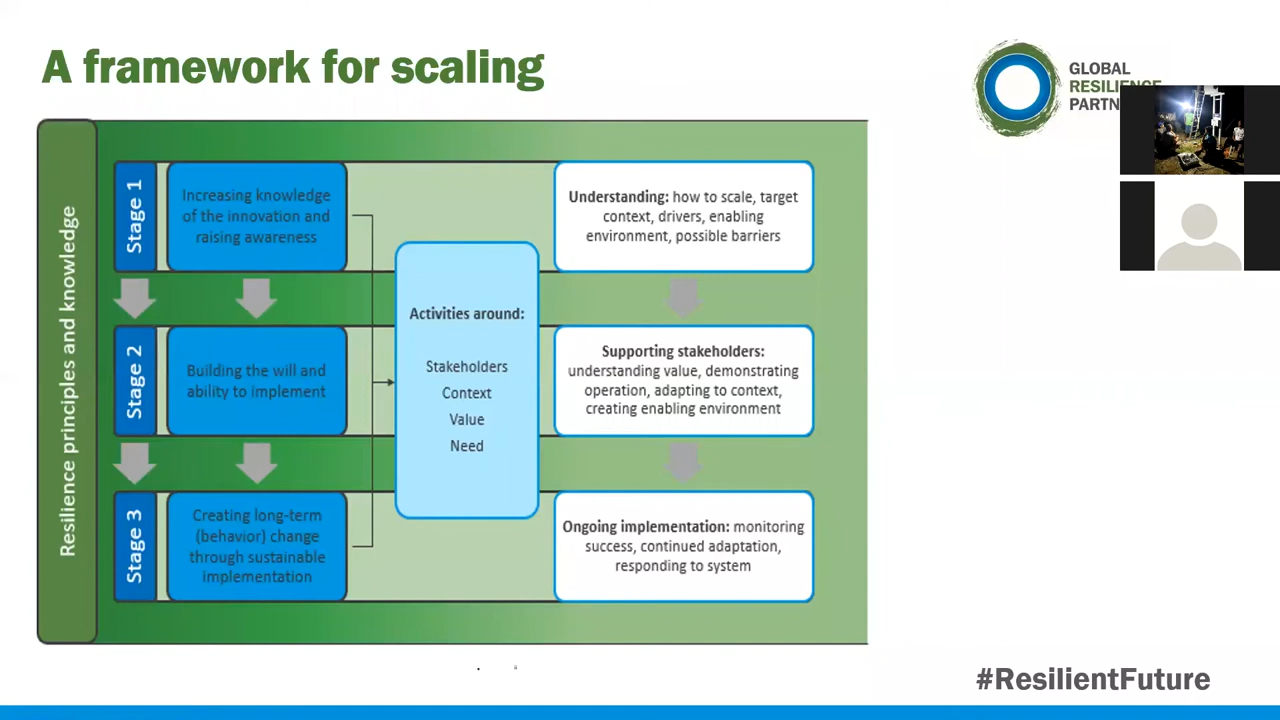 A framework for scaling
GLOBAL
RESILIENCE
Resilience principles and knowledge
Stage 1
Increasing knowledge
of the innovation and
raising awareness
Understanding: how to scale, target
context, drivers, enabling
environment, possible barriers
Activities around:
Stakeholders
Context
Value
Need
Stage 2
Building the will and
ability to implement
Supporting stakeholders:
understanding value, demonstrating
operation, adapting to context,
creating enabling environment
Stage 3
Creating long-term
(behavior) change
through sustainable
implementation
Ongoing implementation: monitoring
success, continued adaptation,
responding to system
#ResilientFuture